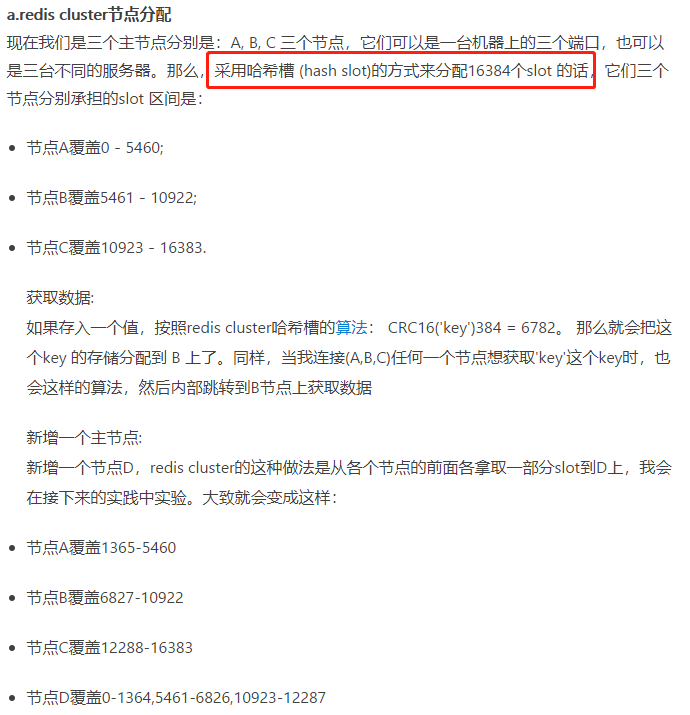 a.redis cluster节点分配
现在我们是三个主节点分别是：A, B, C 三个节点，它们可以是一台机器上的三个端口，也可以
是三台不同的服务器。那么，采用哈希槽 (hash slot)的方式来分配16384个slot 的话，它们三个
节点分别承担的slot 区间是：
• 节点A覆盖0－5460;
• 节点B覆盖5461－10922;
• 节点C覆盖10923－16383.
获取数据:
如果存入一个值，按照redis cluster哈希槽的算法： CRC16('key')384 = 6782。 那么就会把这
个key 的存储分配到 B 上了。同样，当我连接(A,B,C)任何一个节点想获取'key'这个key时，也
会这样的算法，然后内部跳转到B节点上获取数据
新增一个主节点:
新增一个节点D，redis cluster的这种做法是从各个节点的前面各拿取一部分slot到D上，我会
在接下来的实践中实验。大致就会变成这样：
• 节点A覆盖1365-5460
• 节点B覆盖6827-10922
• 节点C覆盖12288-16383
• 节点D覆盖0-1364,5461-6826,10923-12287